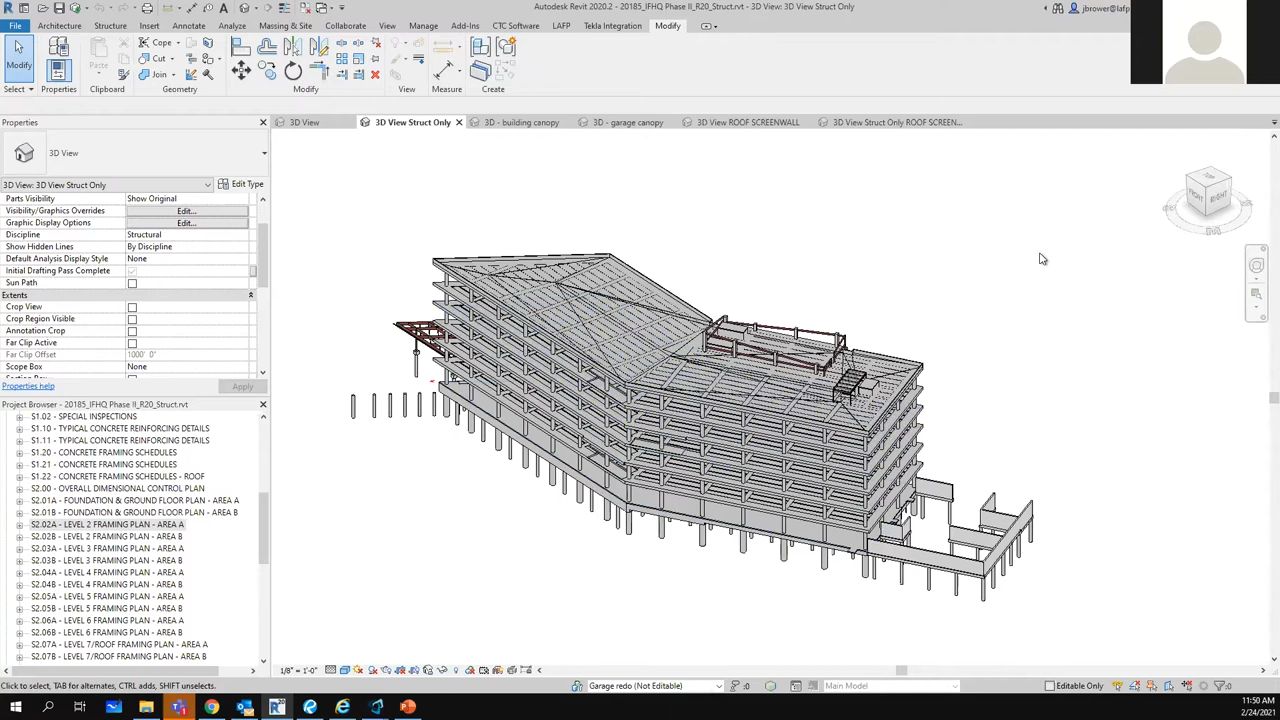 Autodesk Revit 2020.2 - 20185_IFHQ Phase II_R20_Struct.rvt - 3D View: 3D View Struct Only
jbrower@lafp
File Architecture Structure Insert Annotate Analyze Massing & Site Collaborate View Manage Add-Ins CTC Software LAFP Tekla Integration Modify
Modify
Paste
Cope
Cut
Join
Select Properties Clipboard Geometry Modify View Measure Create
Properties
3D View 3D View Struct Only 3D - building canopy 3D - garage canopy 3D View ROOF SCREENWALL 3D View Struct Only ROOF SCREEN...
3D View
3D View: 3D View Struct Only Edit Type
Parts Visibility Show Original
Visibility/Graphics Overrides Edit...
Graphic Display Options Edit...
Discipline Structural
Show Hidden Lines By Discipline
Default Analysis Display Style None
Initial Drafting Pass Complete
Sun Path
Extents
Crop View
Crop Region Visible
Annotation Crop
Far Clip Active
Far Clip Offset 1000' 0"
Scope Box None
Properties help Apply
Project Browser - 20185_IFHQ Phase II_R20_Struct.rvt
S1.02 - SPECIAL INSPECTIONS
S1.10 - TYPICAL CONCRETE REINFORCING DETAILS
S1.11 - TYPICAL CONCRETE REINFORCING DETAILS
S1.20 - CONCRETE FRAMING SCHEDULES
S1.21 - CONCRETE FRAMING SCHEDULES
S1.22 - CONCRETE FRAMING SCHEDULES - ROOF
S2.00 - OVERALL DIMENSIONAL CONTROL PLAN
S2.01A - FOUNDATION & GROUND FLOOR PLAN - AREA A
S2.01B - FOUNDATION & GROUND FLOOR PLAN - AREA B
S2.02A - LEVEL 2 FRAMING PLAN - AREA A
S2.02B - LEVEL 2 FRAMING PLAN - AREA B
S2.03A - LEVEL 3 FRAMING PLAN - AREA A
S2.03B - LEVEL 3 FRAMING PLAN - AREA B
S2.04A - LEVEL 4 FRAMING PLAN - AREA A
S2.04B - LEVEL 4 FRAMING PLAN - AREA B
S2.05A - LEVEL 5 FRAMING PLAN - AREA A
S2.05B - LEVEL 5 FRAMING PLAN - AREA B
S2.06A - LEVEL 6 FRAMING PLAN - AREA A
S2.06B - LEVEL 6 FRAMING PLAN - AREA B
S2.07A - LEVEL 7/ROOF FRAMING PLAN - AREA A
S2.07B - LEVEL 7/ROOF FRAMING PLAN - AREA B
TOP
FRONT RIGHT
1/8" = 1'-0"
Click to select, TAB for alternates, CTRL adds, SHIFT unselects. Garage redo (Not Editable) :0 Main Model Editable Only :0
11:50 AM
2/24/2021